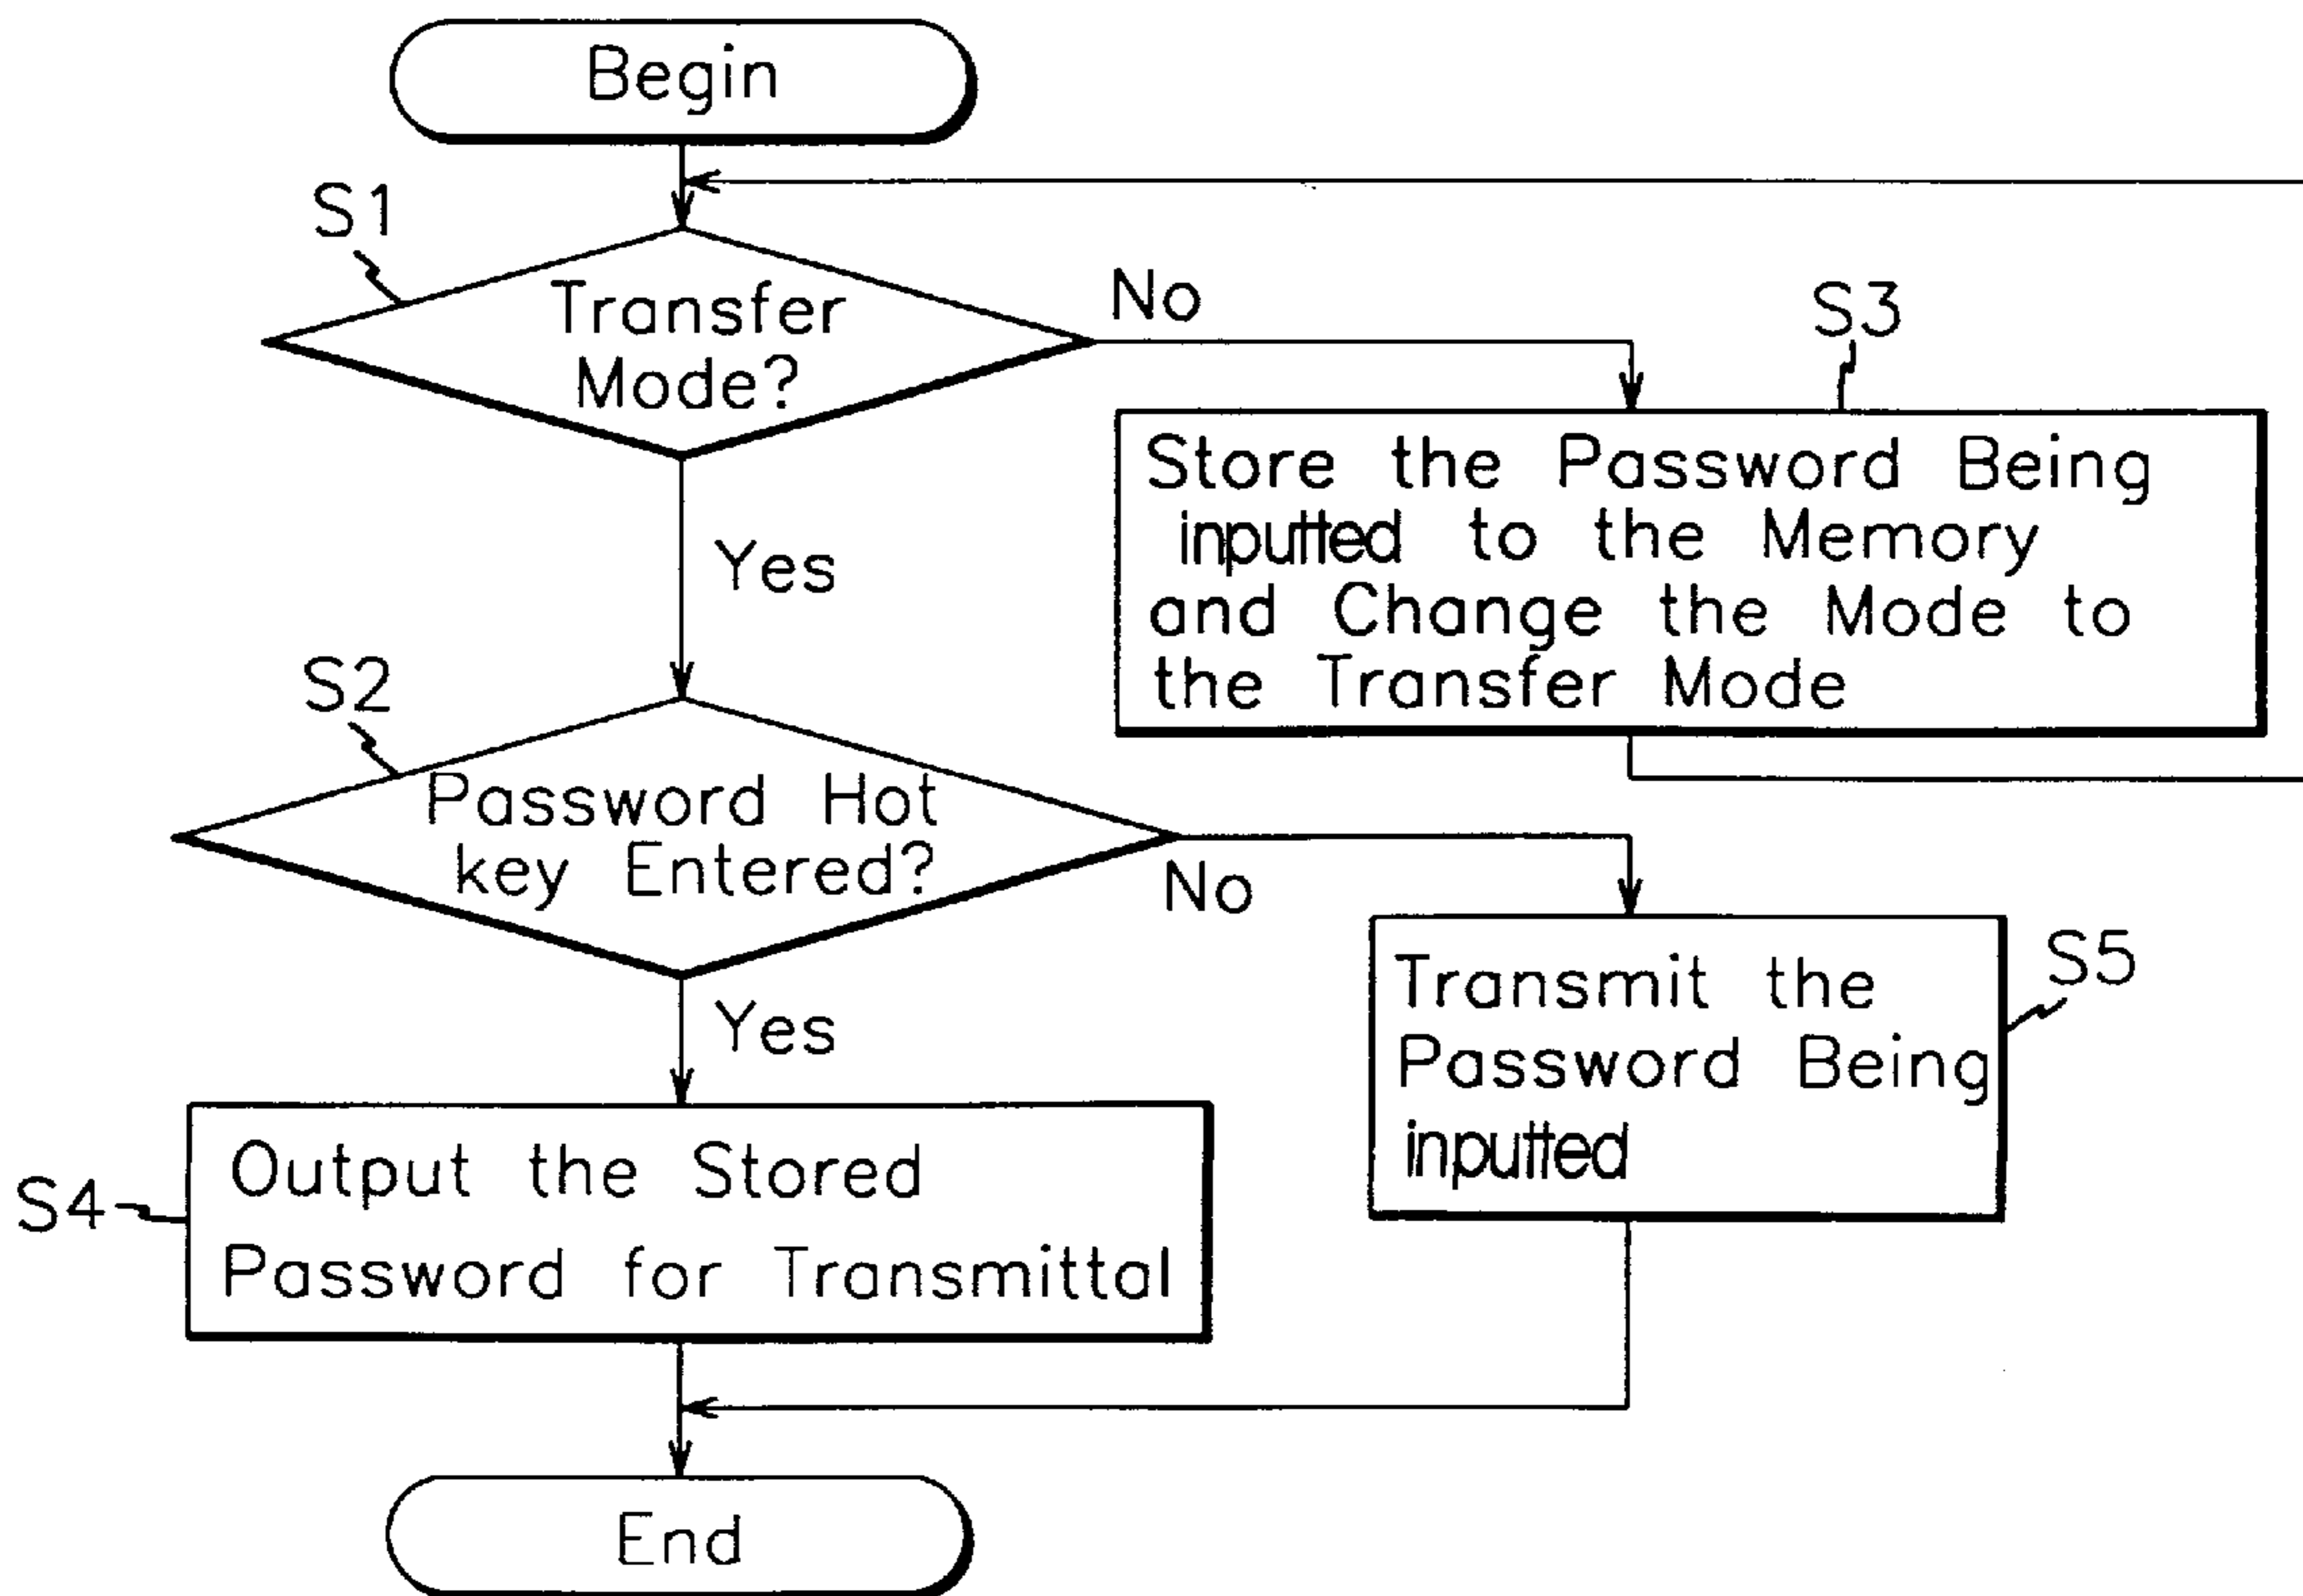 Begin
S1
Transfer
Mode?
No
S3
Store the Password Being
inputted to the Memory
and Change the Mode to
the Transfer Mode
Yes
S2
Password Hot
key Entered?
No
Yes
S5
Transmit the
Password Being
inputted
S4
Output the Stored
Password for Transmittal
End